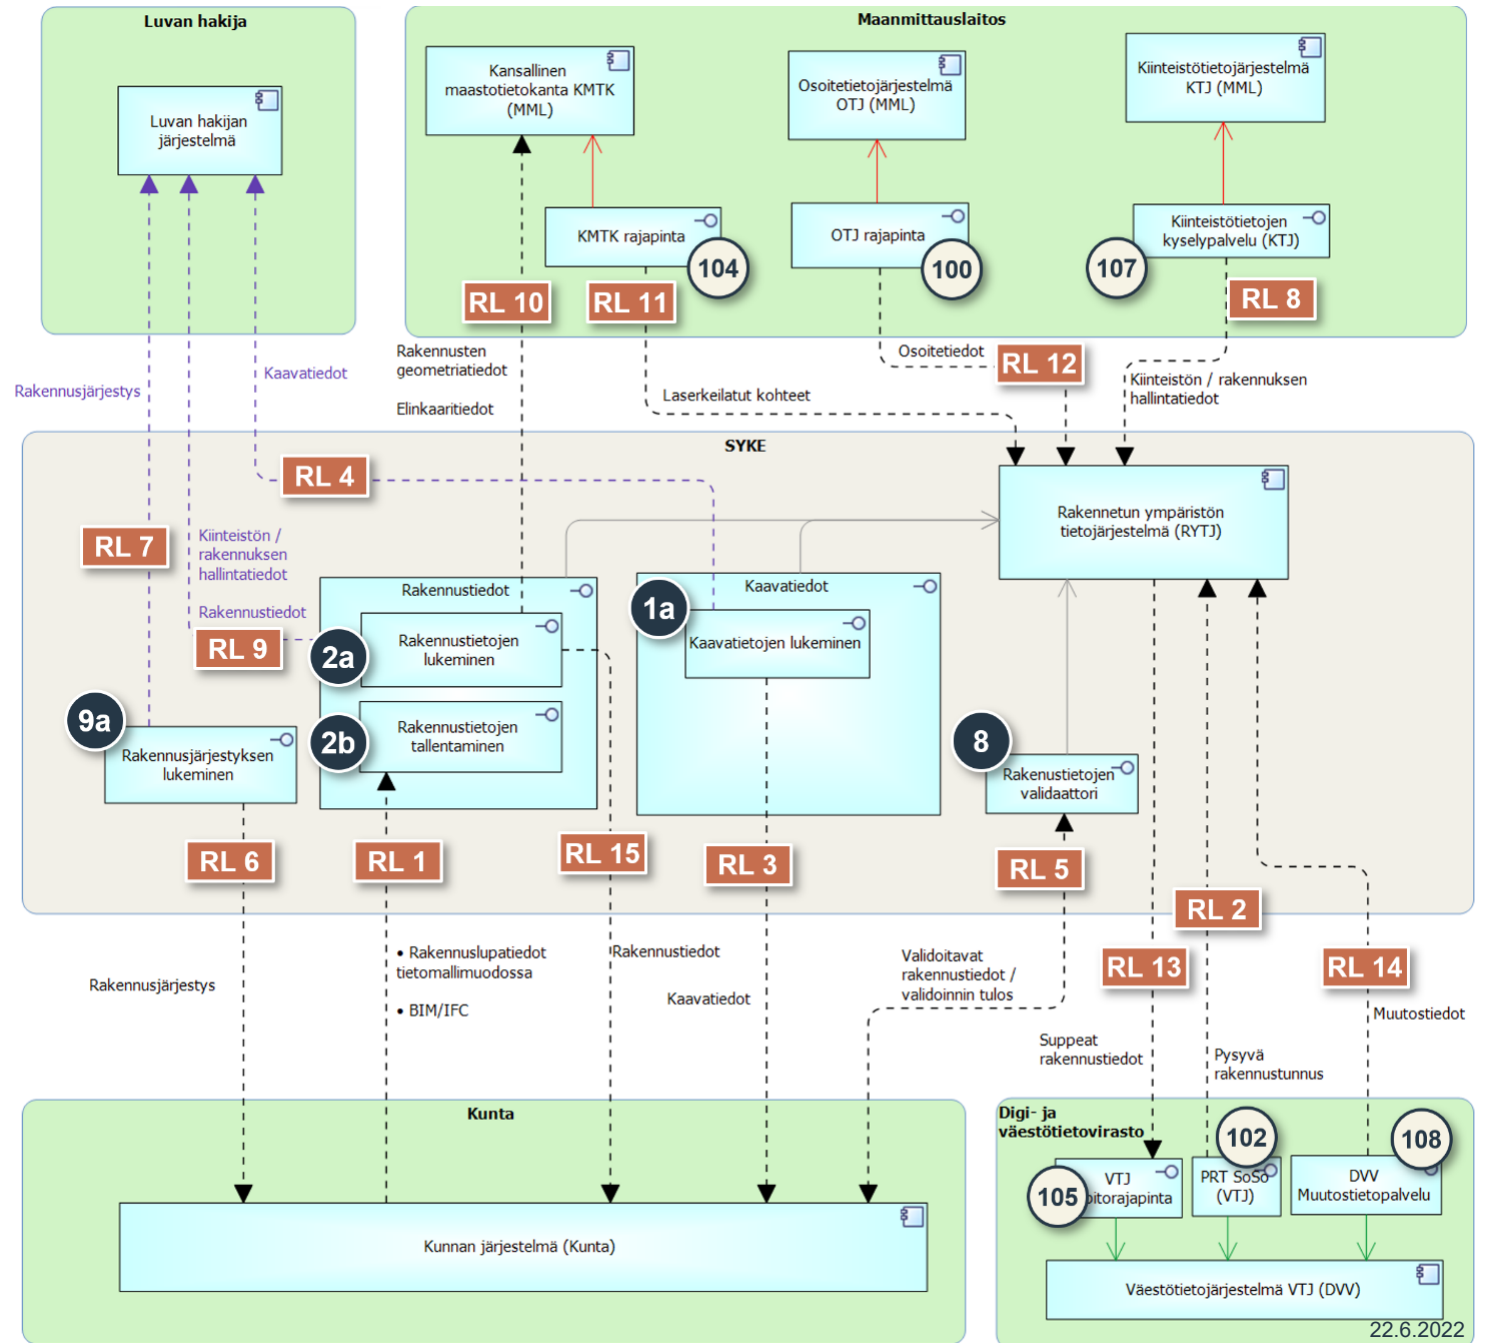 Luvan hakija
Luvan hakijan
järjestelmä
Maanmittauslaitos
Kansallinen
maastotietokanta KMTK
(MML)
Osoitetietojärjestelmä
OTJ (MML)
Kiinteistötietojärjestelmä
KTJ (MML)
KMTK rajapinta
104
OTJ rajapinta
100
Kiinteistötietojen
kyselypalvelu (KTJ)
107
RL 10
RL 11
RL 8
RL 12
Rakennusjärjestys
Kaavatiedot
Rakennusten
geometriatiedot
Elinkaaritiedot
Laserkeilatut kohteet
Osoitetiedot
Kiinteistön / rakennuksen
hallintatiedot
SYKE
RL 4
RL 7
Kiinteistön /
rakennuksen
hallintatiedot
Rakennustiedot
RL 9
Rakennetun ympäristön
tietojärjestelmä (RYTJ)
Rakennustiedot
2a
Rakennustietojen
lukeminen
2b
Rakennustietojen
tallentaminen
Kaavatiedot
1a
Kaavatietojen lukeminen
9a
Rakennusjärjestyksen
lukeminen
8
Rakenustietojen
validaattori
RL 6
RL 1
RL 15
RL 3
RL 5
RL 2
RL 13
RL 14
Rakennusjärjestys
• Rakennuslupatiedot
tietomallimuodossa
• BIM/IFC
Rakennustiedot
Kaavatiedot
Validoitavat
rakennustiedot /
validoinnin tulos
Suppeat
rakennustiedot
Pysyvä
rakennustunnus
Muutostiedot
Kunta
Kunnan järjestelmä (Kunta)
Digi- ja
väestötietovirasto
102
108
105
VTJ
itorajapinta
PRT SoSo
(VTJ)
DVV
Muutostietopalvelu
Väestötietojärjestelmä VTJ (DVV)
22.6.2022